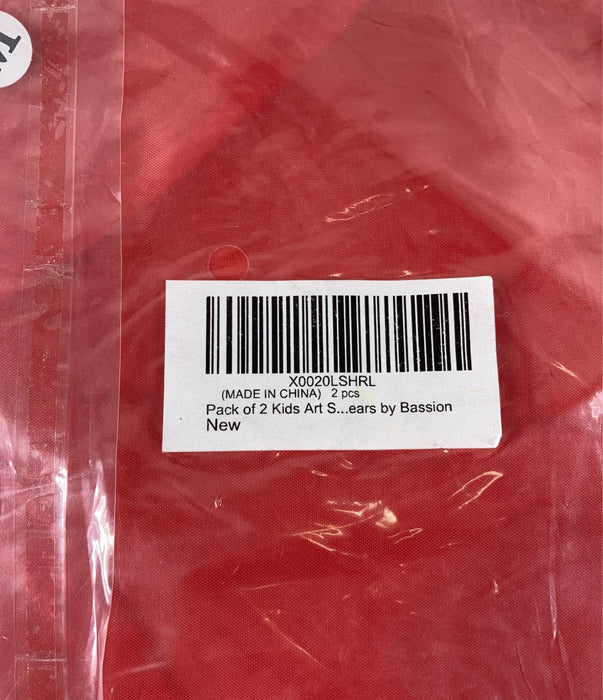 X0020LSHRL
(MADE IN CHINA) 2 pcs
Pack of 2 Kids Art S...ears by Bassion
New